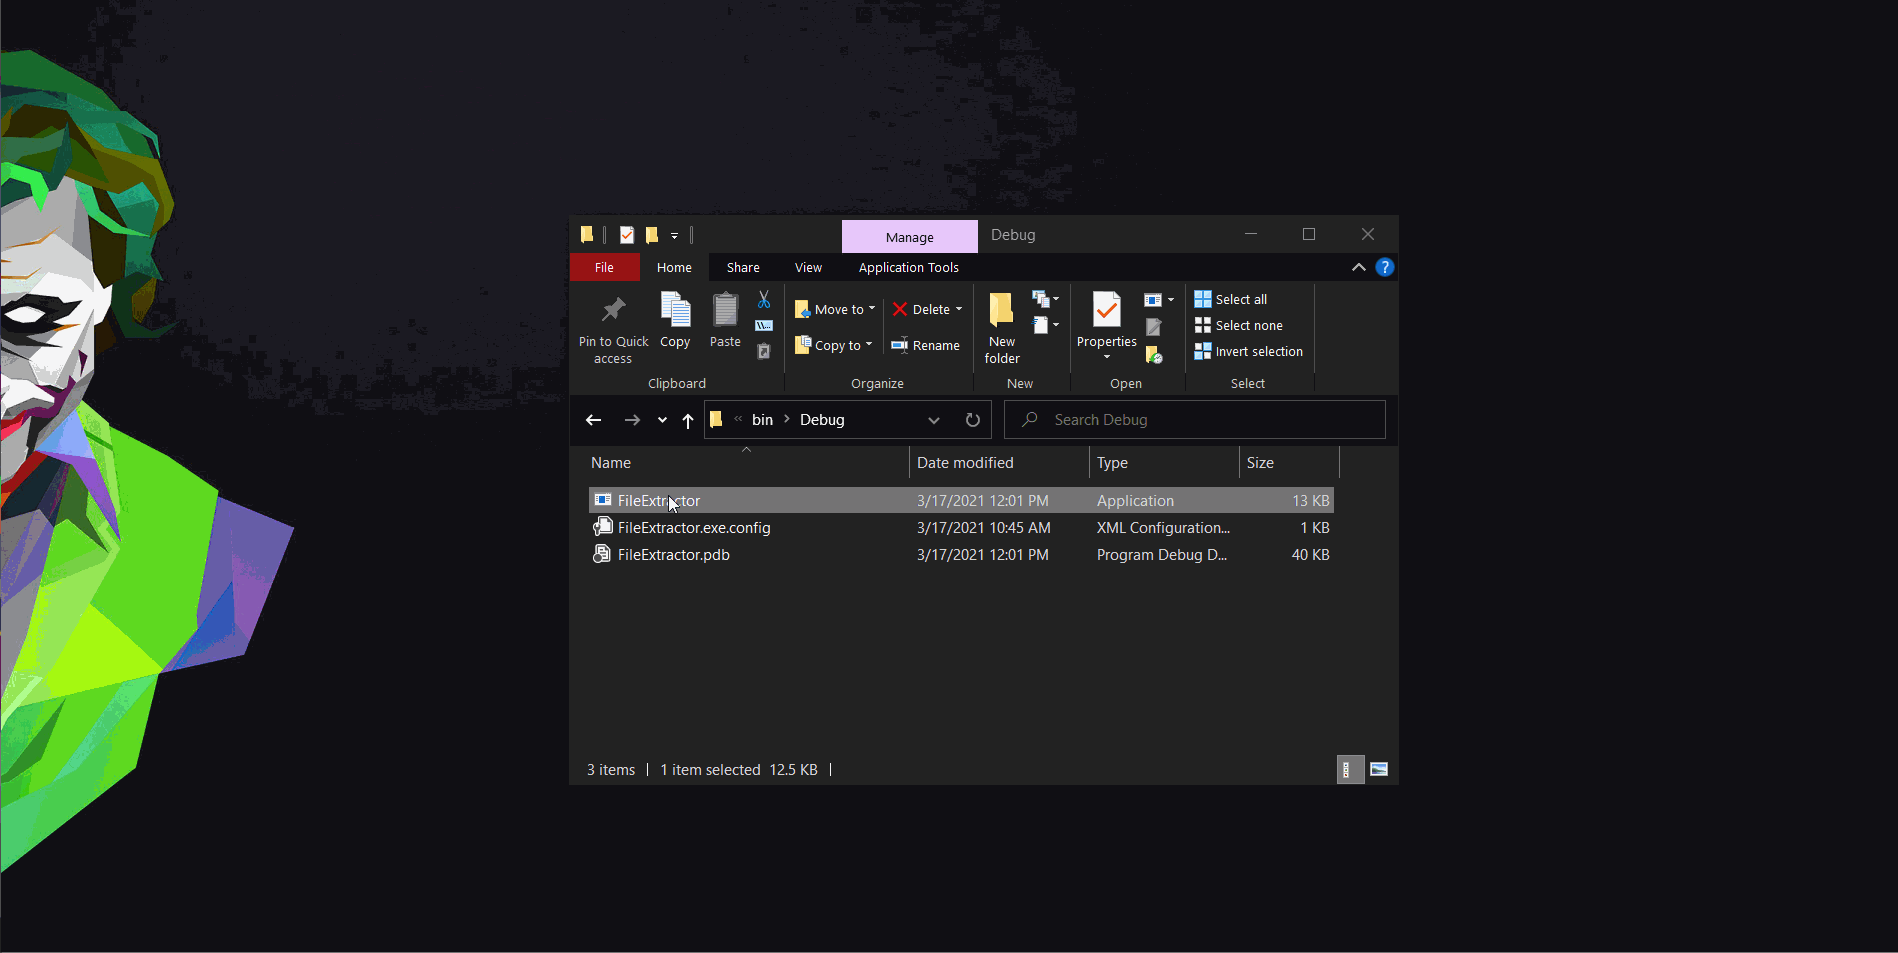 Manage Debug
File Home Share View Application Tools
Pin to Quick access
Copy
Paste
Move to
Copy to
Delete
Rename
New folder
Properties
Select all
Select none
Invert selection
Clipboard Organize New Open Select
bin Debug Search Debug
Name Date modified Type Size
FileExtractor 3/17/2021 12:01 PM Application 13 KB
FileExtractor.exe.config 3/17/2021 10:45 AM XML Configuration... 1 KB
FileExtractor.pdb 3/17/2021 12:01 PM Program Debug D... 40 KB
3 items 1 item selected 12.5 KB